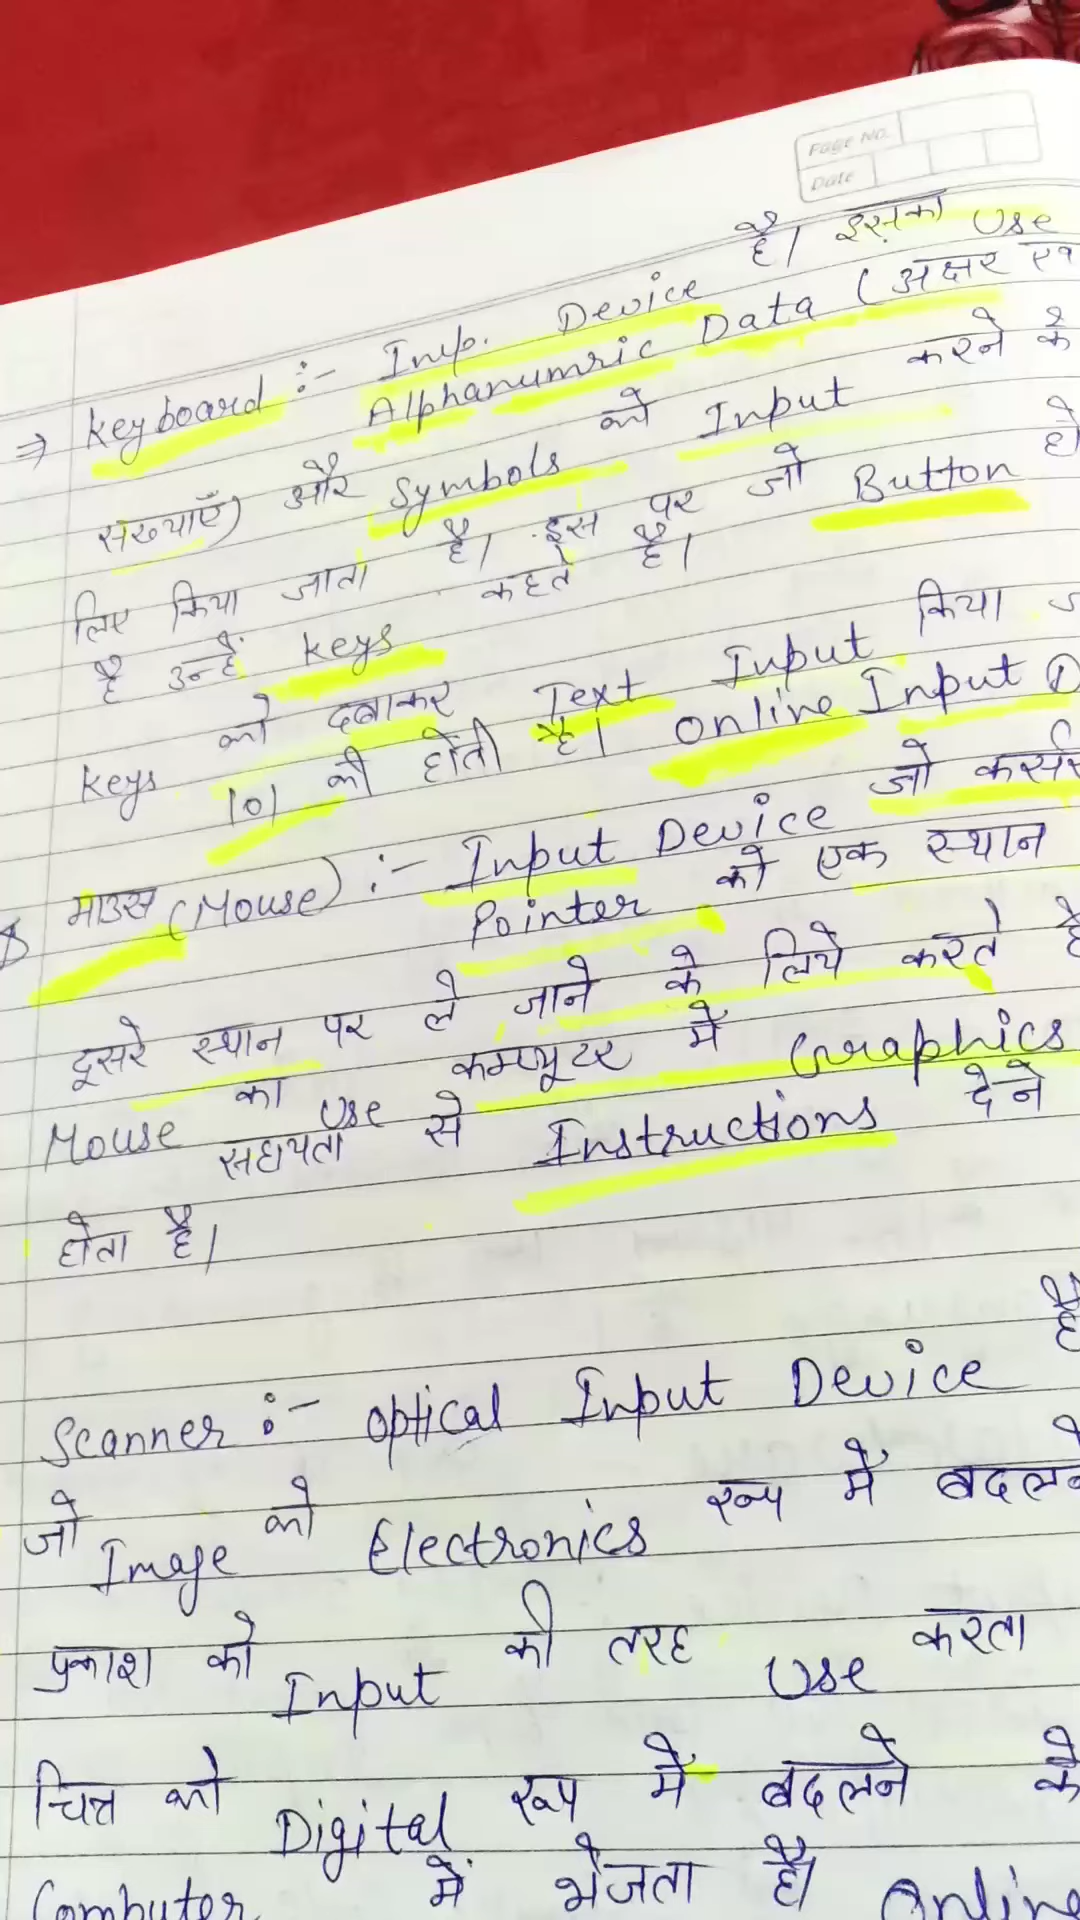 Page No.
Date
⇒ Keyboard :- Inp. Device है। इसका Use
Alphanumric Data (अक्षर एव
संख्याएँ) और Symbols को Input करने के
लिए किया जाता है। इस पर जो Button हो
है उन्हें keys कहते है।
Keys को दबाकर Text Input किया ज
101 की होती है। Online Input D
माउस (Mouse) :- Input Device जो कर्सर
Pointer को एक स्थान
दूसरे स्थान पर ले जाने के लिये करते है
Mouse का Use कम्प्यूटर में Graphics
सहायता से Instructions देने
होता है।
Scanner :- Optical Input Device है
जो Image को Electronics रूप में बदलने
प्रकाश को Input की तरह Use करता
चित्र को Digital रूप में बदलने के
Computer में भेजता है। Online